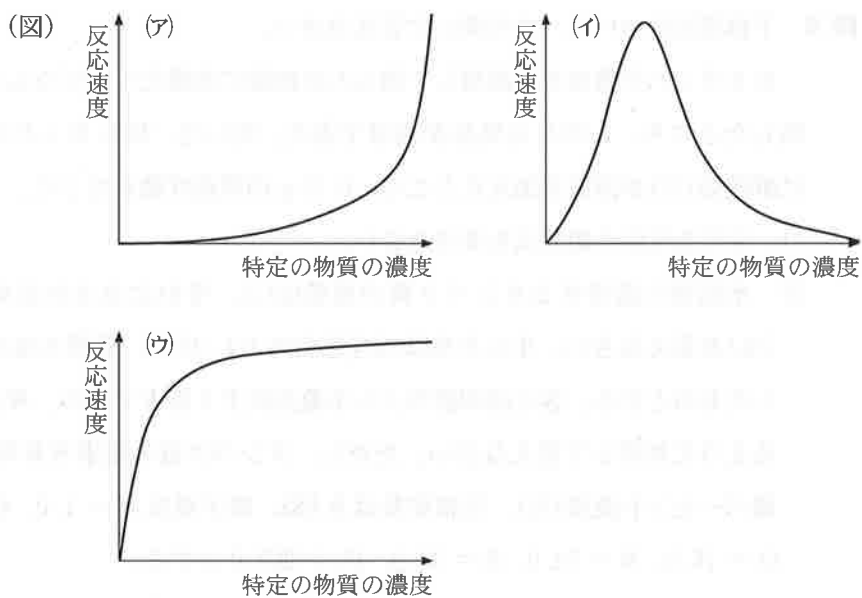 (図)
(ア)
反応速度
特定の物質の濃度
(イ)
反応速度
特定の物質の濃度
(ウ)
反応速度
特定の物質の濃度